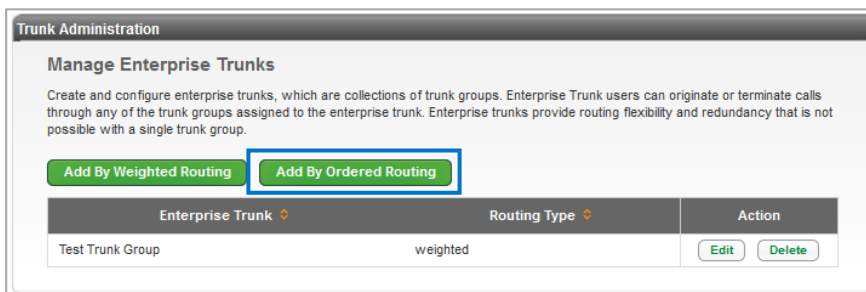 Trunk Administration
Manage Enterprise Trunks
Create and configure enterprise trunks, which are collections of trunk groups. Enterprise Trunk users can originate or terminate calls
through any of the trunk groups assigned to the enterprise trunk. Enterprise trunks provide routing flexibility and redundancy that is not
possible with a single trunk group.
Add By Weighted Routing Add By Ordered Routing
Enterprise Trunk Routing Type Action
Test Trunk Group weighted Edit Delete